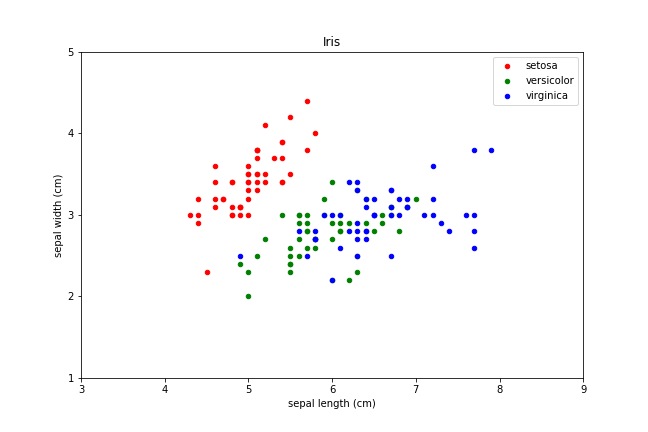 Iris
setosa
versicolor
virginica
sepal width (cm)
5
4
3
2
1
3
4
5
6
7
8
9
sepal length (cm)